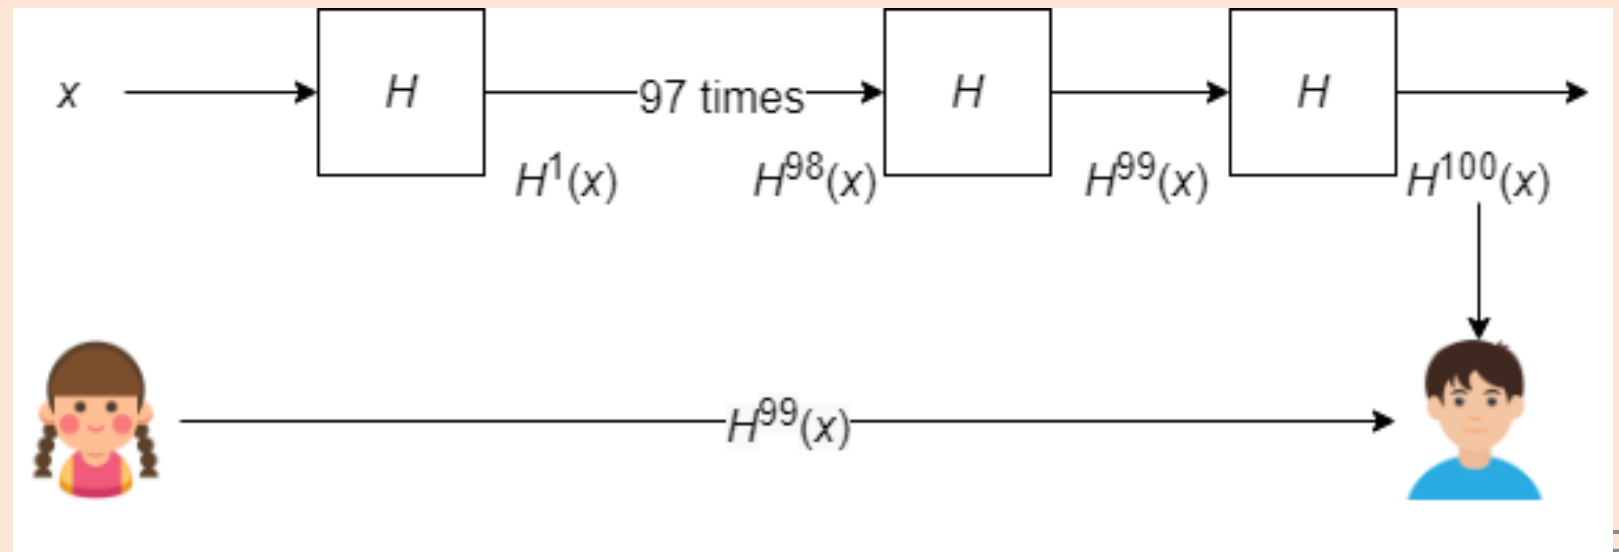 x H 97 times H H
H¹(x) H⁹⁸(x) H⁹⁹(x) H¹⁰⁰(x)
H⁹⁹(x)